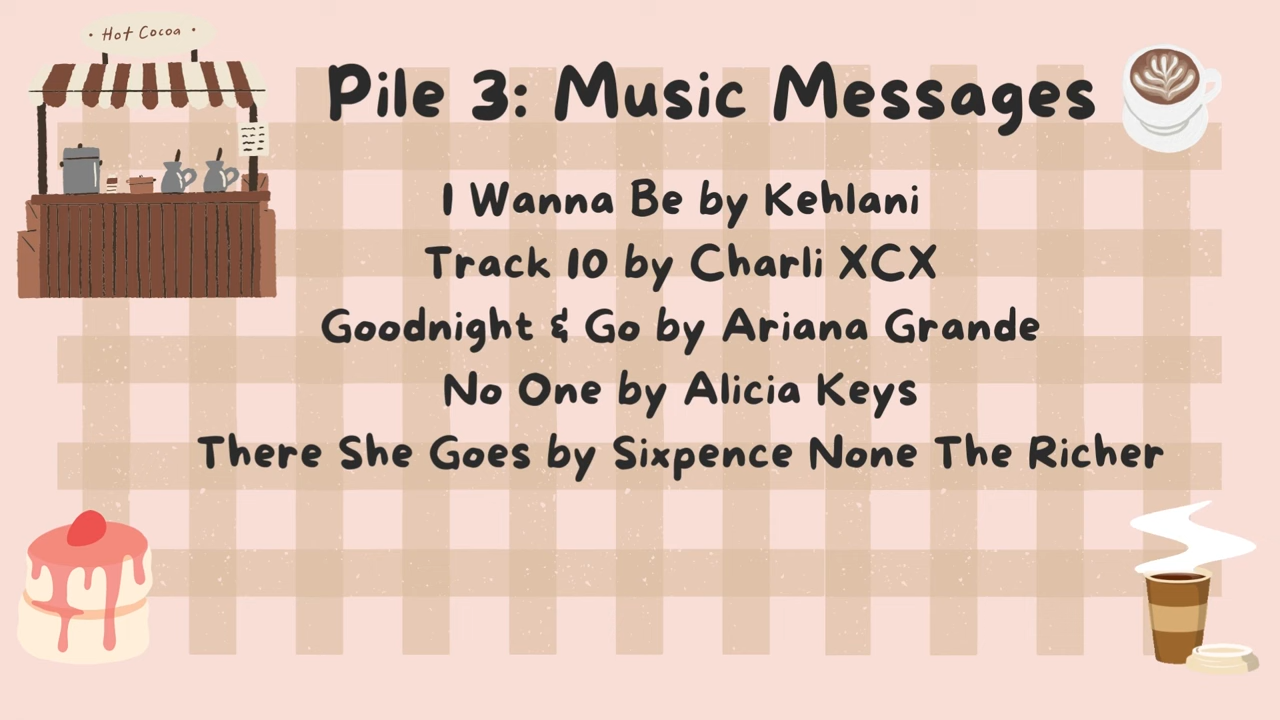 • Hot Cocoa •
Pile 3: Music Messages
I Wanna Be by Kehlani
Track 10 by Charli XCX
Goodnight & Go by Ariana Grande
No One by Alicia Keys
There She Goes by Sixpence None The Richer